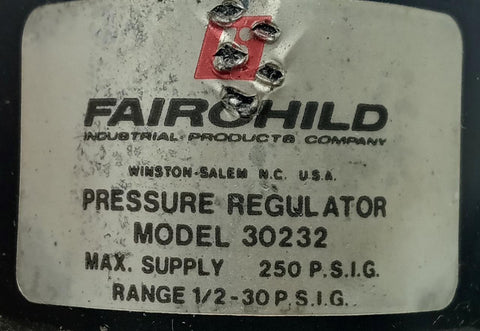 FAIRCHILD
INDUSTRIAL PRODUCTS COMPANY
WINSTON-SALEM N.C. U.S.A.
PRESSURE REGULATOR
MODEL 30232
MAX. SUPPLY 250 P.S.I.G.
RANGE 1/2-30 P.S.I.G.